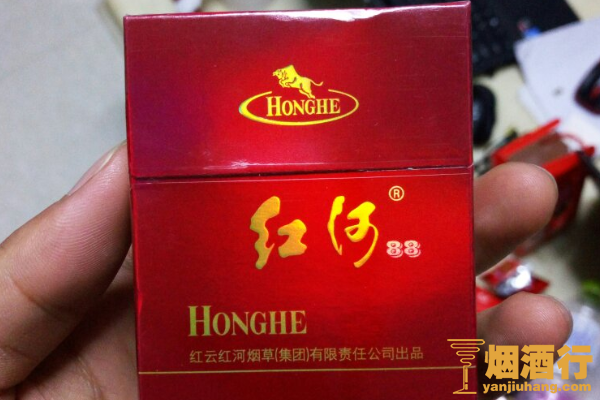 HONGHE
红河®
88
HONGHE
红云红河烟草(集团)有限责任公司出品
烟酒行
yanjiuhang.com